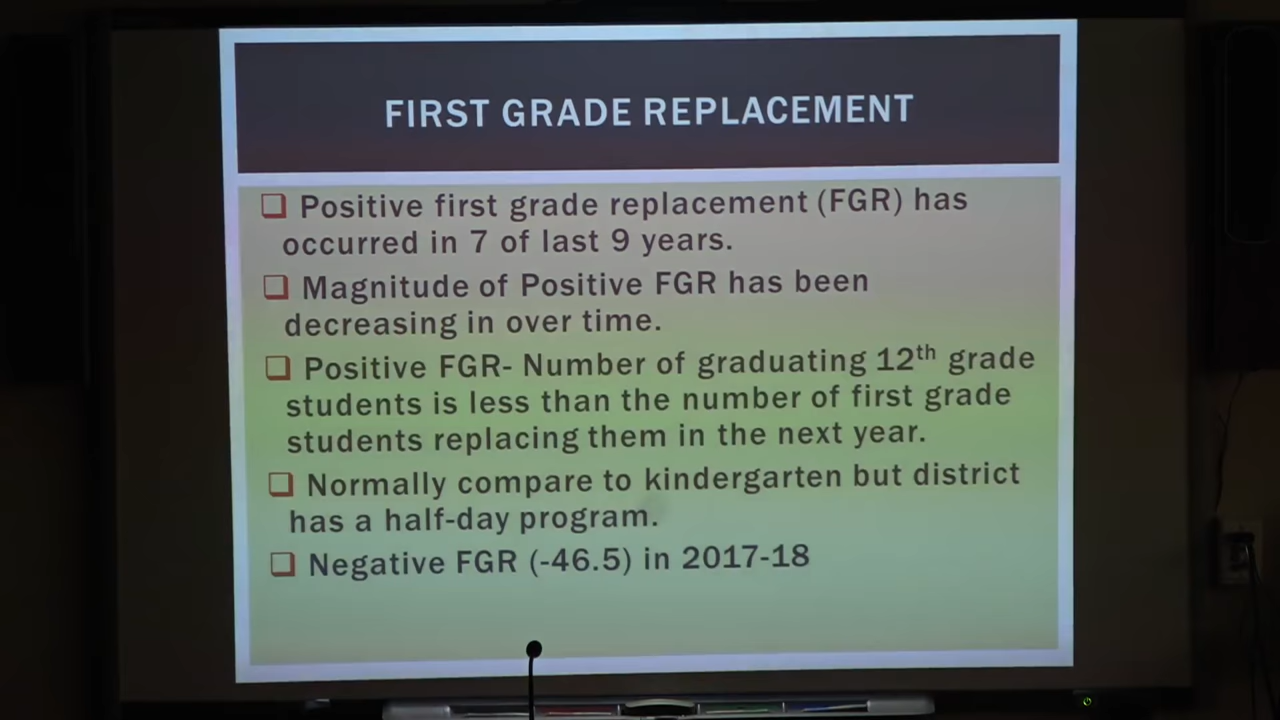 FIRST GRADE REPLACEMENT
❑ Positive first grade replacement (FGR) has
occurred in 7 of last 9 years.
❑ Magnitude of Positive FGR has been
decreasing in over time.
❑ Positive FGR- Number of graduating 12th grade
students is less than the number of first grade
students replacing them in the next year.
❑ Normally compare to kindergarten but district
has a half-day program.
❑ Negative FGR (-46.5) in 2017-18